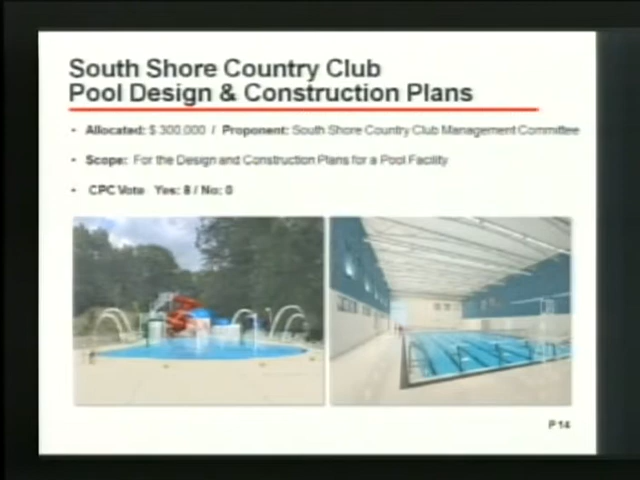 South Shore Country Club
Pool Design & Construction Plans
• Allocated: $ 300,000 / Proponent: South Shore Country Club Management Committee
• Scope: For the Design and Construction Plans for a Pool Facility
• CPC Vote Yes: 8 / No: 0
P 14